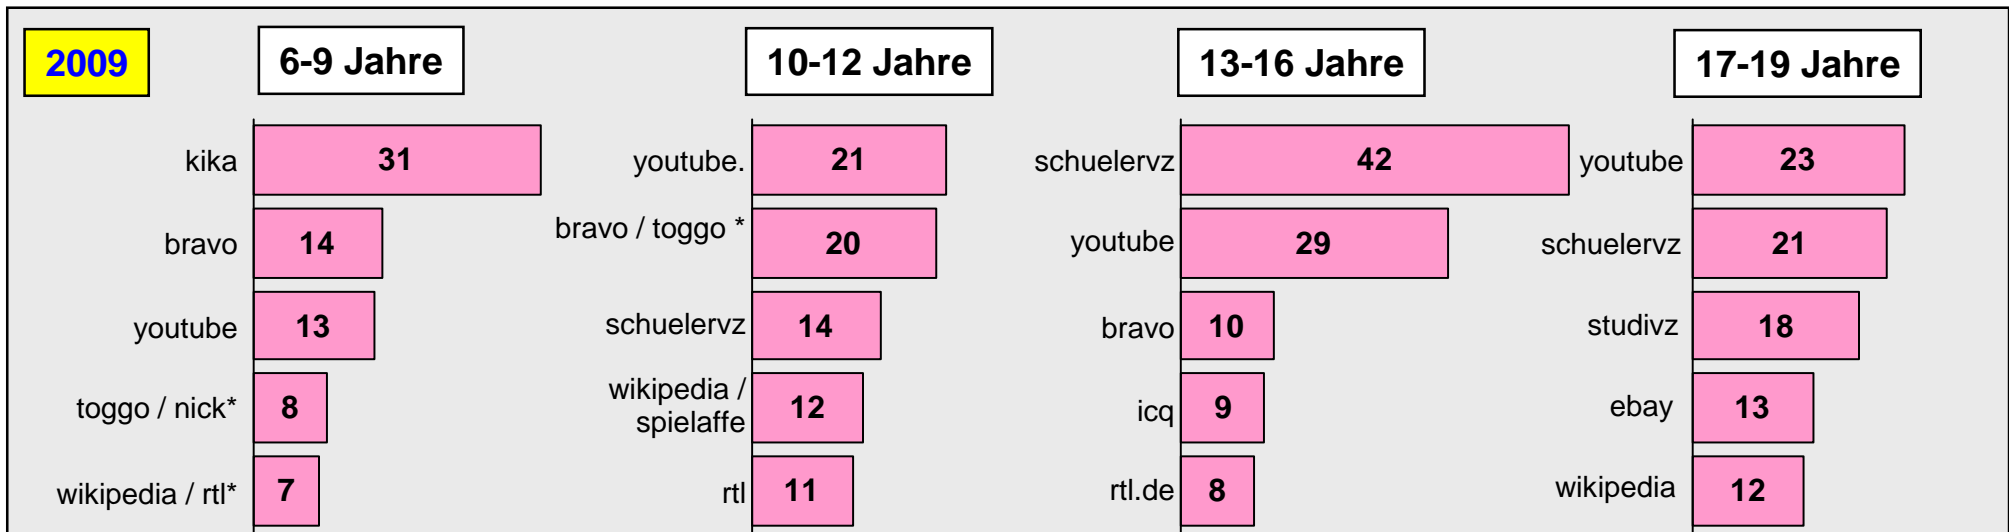 2009
6-9 Jahre
kika 31
bravo 14
youtube 13
toggo / nick* 8
wikipedia / rtl* 7
10-12 Jahre
youtube. 21
bravo / toggo * 20
schuelervz 14
wikipedia /
spielaffe 12
rtl 11
13-16 Jahre
schuelervz 42
youtube 29
bravo 10
icq 9
rtl.de 8
17-19 Jahre
youtube 23
schuelervz 21
studivz 18
ebay 13
wikipedia 12